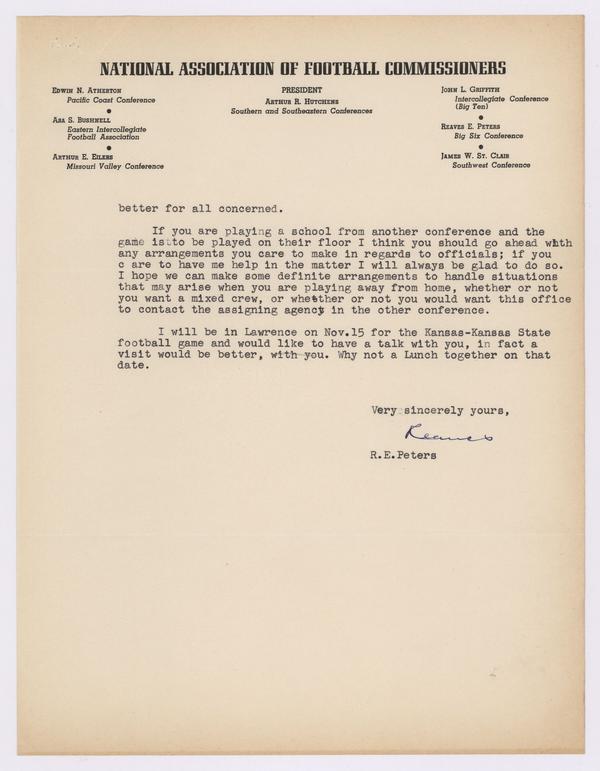 NATIONAL ASSOCIATION OF FOOTBALL COMMISSIONERS
EDWIN N. ATHERTON
Pacific Coast Conference
ASA S. BUSHNELL
Eastern Intercollegiate
Football Association
ARTHUR E. EILERS
Missouri Valley Conference
PRESIDENT
ARTHUR R. HUTCHENS
Southern and Southeastern Conferences
JOHN L. GRIFFITH
Intercollegiate Conference
(Big Ten)
REAVES E. PETERS
Big Six Conference
JAMES W. ST. CLAIR
Southwest Conference
better for all concerned.
If you are playing a school from another conference and the
game is to be played on their floor I think you should go ahead with
any arrangements you care to make in regards to officials; if you
c are to have me help in the matter I will always be glad to do so.
I hope we can make some definite arrangements to handle situations
that may arise when you are playing away from home, whether or not
you want a mixed crew, or whether or not you would want this office
to contact the assigning agency in the other conference.
I will be in Lawrence on Nov.15 for the Kansas-Kansas State
football game and would like to have a talk with you, in fact a
visit would be better, with you. Why not a Lunch together on that
date.
Very sincerely yours,
Reaves
R.E.Peters